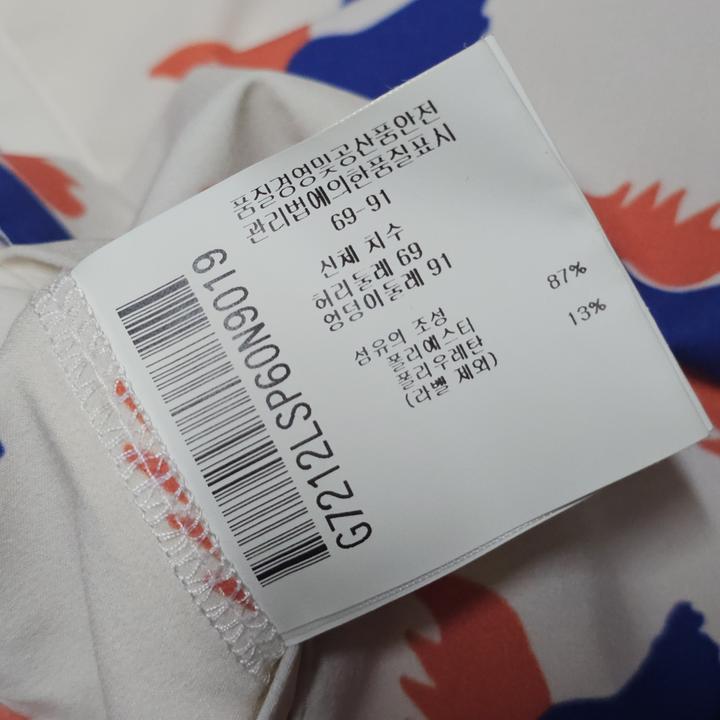 품질경영및공산품안전
관리법에의한품질표시
69-91
신체 치수
허리둘레 69
엉덩이둘레 91
섬유의 조성
폴리에스터 87%
폴리우레탄 13%
(라벨 제외)
G7212LSP60N9019